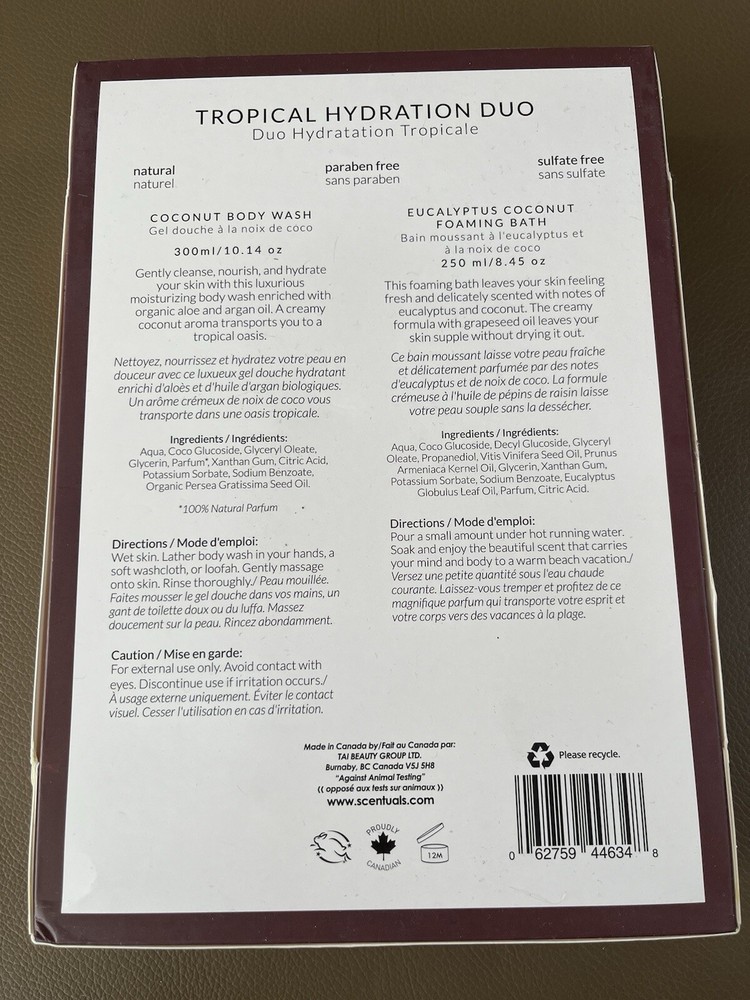 TROPICAL HYDRATION DUO
Duo Hydratation Tropicale
natural
naturel
paraben free
sans paraben
sulfate free
sans sulfate
COCONUT BODY WASH
Gel douche à la noix de coco
300ml/10.14 oz
Gently cleanse, nourish, and hydrate
your skin with this luxurious
moisturizing body wash enriched with
organic aloe and argan oil. A creamy
coconut aroma transports you to a
tropical oasis.
Nettoyez, nourrissez et hydratez votre peau en
douceur avec ce luxueux gel douche hydratant
enrichi d'aloès et d'huile d'argan biologiques.
Un arôme crémeux de noix de coco vous
transporte dans une oasis tropicale.
Ingredients / Ingrédients:
Aqua, Coco Glucoside, Glyceryl Oleate,
Glycerin, Parfum*, Xanthan Gum, Citric Acid,
Potassium Sorbate, Sodium Benzoate,
Organic Persea Gratissima Seed Oil.
*100% Natural Parfum
Directions / Mode d'emploi:
Wet skin. Lather body wash in your hands, a
soft washcloth, or loofah. Gently massage
onto skin. Rinse thoroughly./ Peau mouillée.
Faites mousser le gel douche dans vos mains, un
gant de toilette doux ou du luffa. Massez
doucement sur la peau. Rincez abondamment.
Caution / Mise en garde:
For external use only. Avoid contact with
eyes. Discontinue use if irritation occurs./
À usage externe uniquement. Éviter le contact
visuel. Cesser l'utilisation en cas d'irritation.
EUCALYPTUS COCONUT
FOAMING BATH
Bain moussant à l'eucalyptus et
à la noix de coco
250 ml/8.45 oz
This foaming bath leaves your skin feeling
fresh and delicately scented with notes of
eucalyptus and coconut. The creamy
formula with grapeseed oil leaves your
skin supple without drying it out.
Ce bain moussant laisse votre peau fraîche
et délicatement parfumée par des notes
d'eucalyptus et de noix de coco. La formule
crémeuse à l'huile de pépins de raisin laisse
votre peau souple sans la dessécher.
Ingredients / Ingrédients:
Aqua, Coco Glucoside, Decyl Glucoside, Glyceryl
Oleate, Propanediol, Vitis Vinifera Seed Oil, Prunus
Armeniaca Kernel Oil, Glycerin, Xanthan Gum,
Potassium Sorbate, Sodium Benzoate, Eucalyptus
Globulus Leaf Oil, Parfum, Citric Acid.
Directions / Mode d'emploi:
Pour a small amount under hot running water.
Soak and enjoy the beautiful scent that carries
your mind and body to a warm beach vacation./
Versez une petite quantité sous l'eau chaude
courante. Laissez-vous tremper et profitez de ce
magnifique parfum qui transporte votre esprit et
votre corps vers des vacances à la plage.
Made in Canada by/Fait au Canada par:
TAI BEAUTY GROUP LTD.
Burnaby, BC Canada V5J 5H8
"Against Animal Testing"
(( opposé aux tests sur animaux ))
www.scentuals.com
PROUDLY
CANADIAN
12M
Please recycle.
0 62759 44634 8